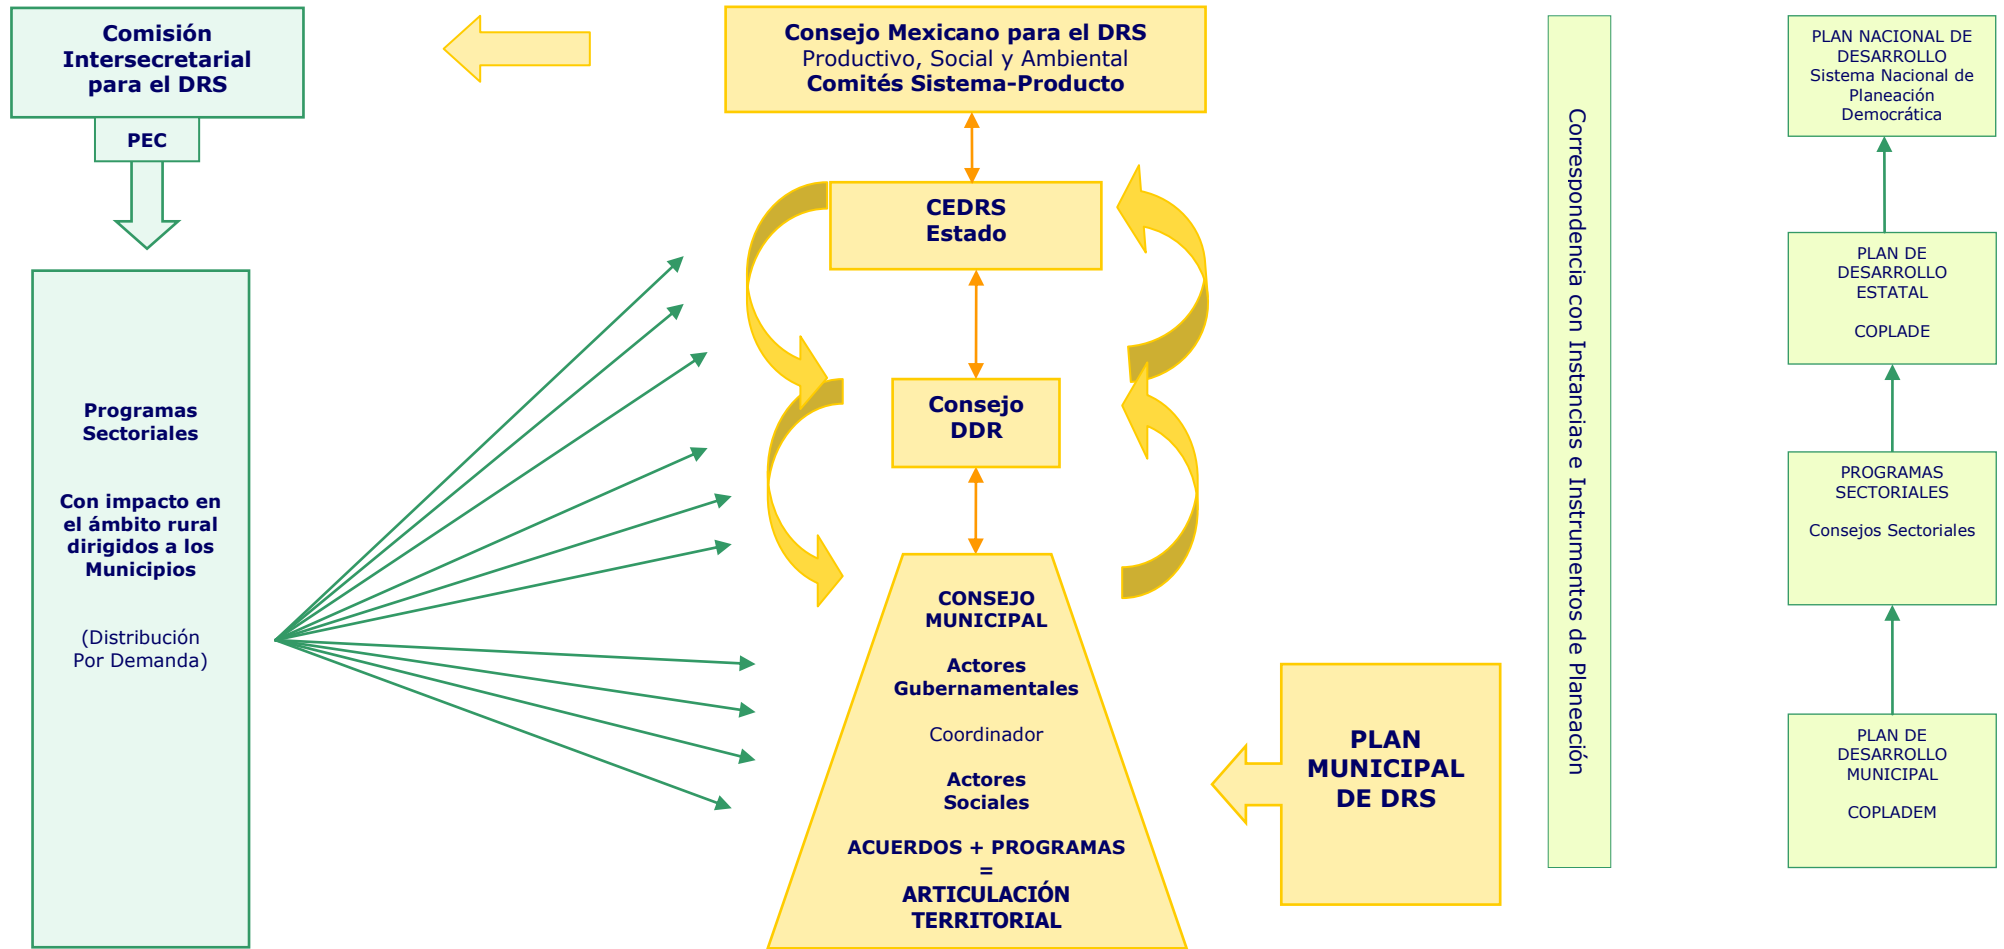 Comisión
Intersecretarial
para el DRS
PEC
Programas
Sectoriales
Con impacto en
el ámbito rural
dirigidos a los
Municipios
(Distribución
Por Demanda)
Consejo Mexicano para el DRS
Productivo, Social y Ambiental
Comités Sistema-Producto
CEDRS
Estado
Consejo
DDR
CONSEJO
MUNICIPAL
Actores
Gubernamentales
Coordinador
Actores
Sociales
ACUERDOS + PROGRAMAS
=
ARTICULACIÓN
TERRITORIAL
PLAN
MUNICIPAL
DE DRS
Correspondencia con Instancias e Instrumentos de Planeación
PLAN NACIONAL DE
DESARROLLO
Sistema Nacional de
Planeación
Democrática
PLAN DE
DESARROLLO
ESTATAL
COPLADE
PROGRAMAS
SECTORIALES
Consejos Sectoriales
PLAN DE
DESARROLLO
MUNICIPAL
COPLADEM